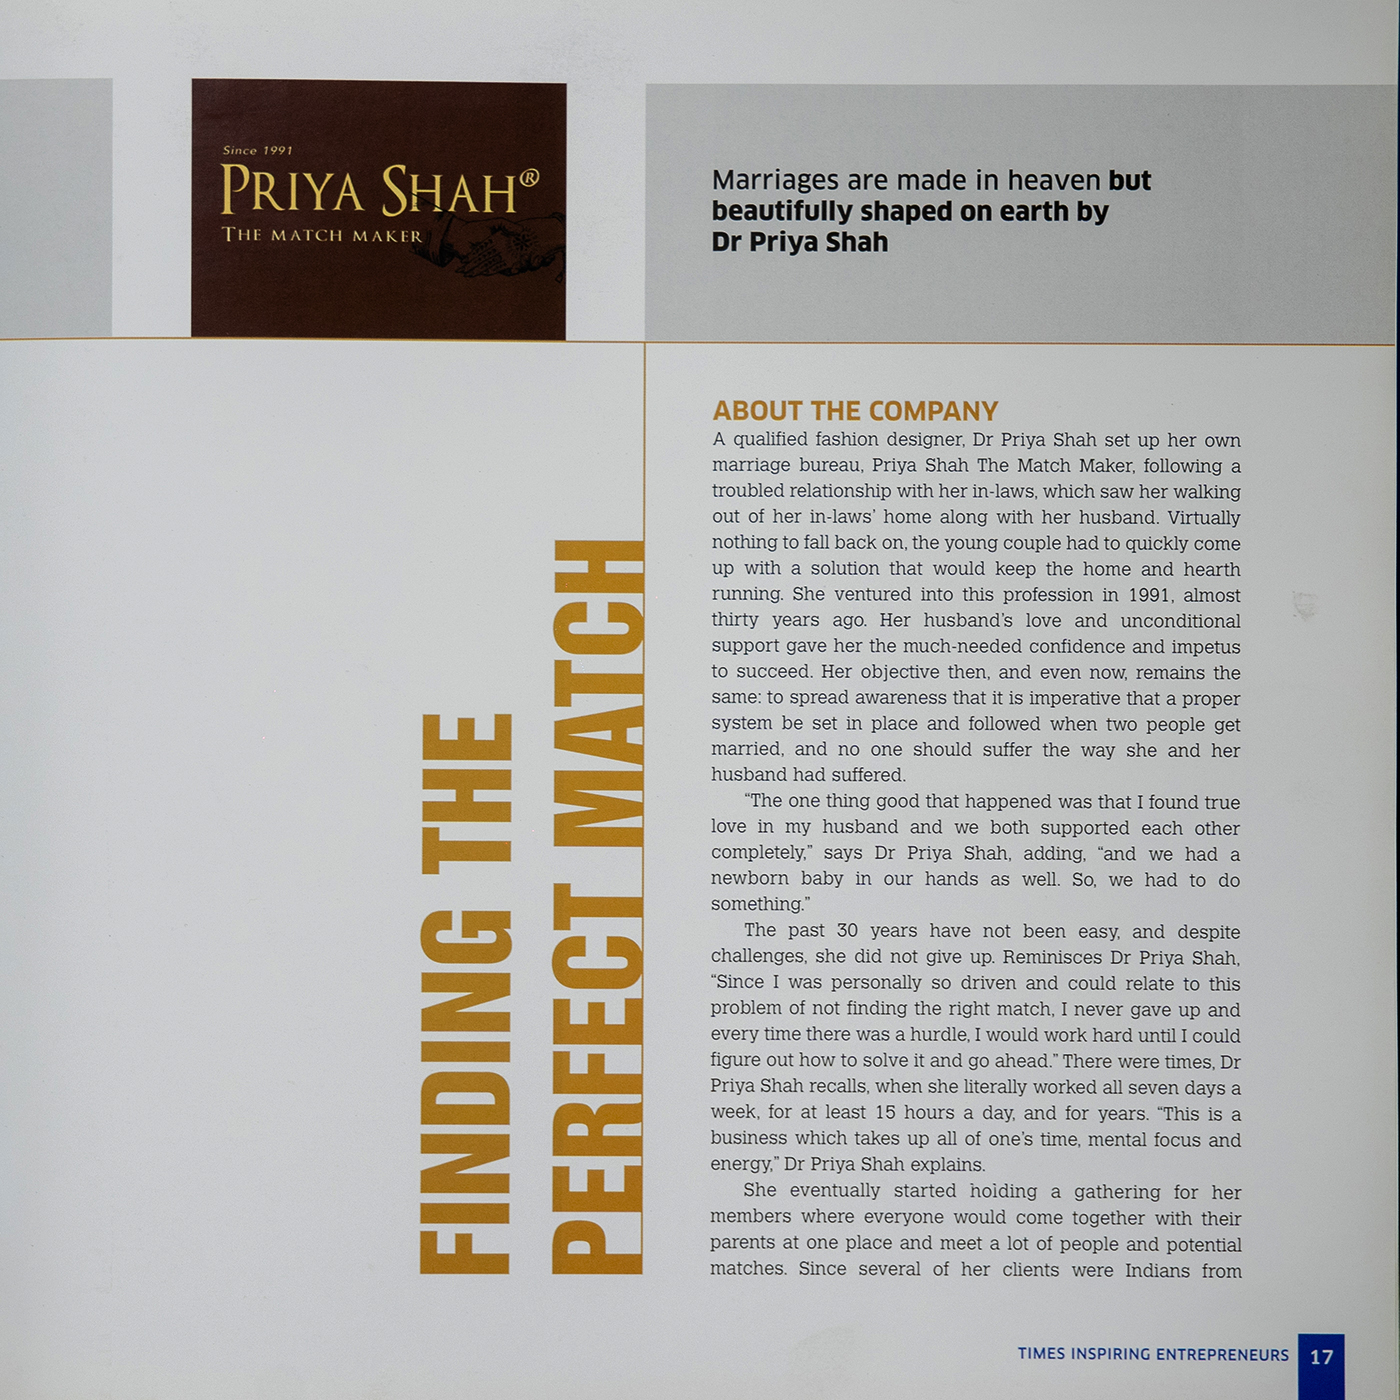 Since 1991
PRIYA SHAH®
THE MATCH MAKER
Marriages are made in heaven but
beautifully shaped on earth by
Dr Priya Shah
FINDING THE
PERFECT MATCH
ABOUT THE COMPANY
A qualified fashion designer, Dr Priya Shah set up her own
marriage bureau, Priya Shah The Match Maker, following a
troubled relationship with her in-laws, which saw her walking
out of her in-laws’ home along with her husband. Virtually
nothing to fall back on, the young couple had to quickly come
up with a solution that would keep the home and hearth
running. She ventured into this profession in 1991, almost
thirty years ago. Her husband’s love and unconditional
support gave her the much-needed confidence and impetus
to succeed. Her objective then, and even now, remains the
same: to spread awareness that it is imperative that a proper
system be set in place and followed when two people get
married, and no one should suffer the way she and her
husband had suffered.
“The one thing good that happened was that I found true
love in my husband and we both supported each other
completely,” says Dr Priya Shah, adding, “and we had a
newborn baby in our hands as well. So, we had to do
something.”
The past 30 years have not been easy, and despite
challenges, she did not give up. Reminisces Dr Priya Shah,
“Since I was personally so driven and could relate to this
problem of not finding the right match, I never gave up and
every time there was a hurdle, I would work hard until I could
figure out how to solve it and go ahead.” There were times, Dr
Priya Shah recalls, when she literally worked all seven days a
week, for at least 15 hours a day, and for years. “This is a
business which takes up all of one’s time, mental focus and
energy,” Dr Priya Shah explains.
She eventually started holding a gathering for her
members where everyone would come together with their
parents at one place and meet a lot of people and potential
matches. Since several of her clients were Indians from
TIMES INSPIRING ENTREPRENEURS 17